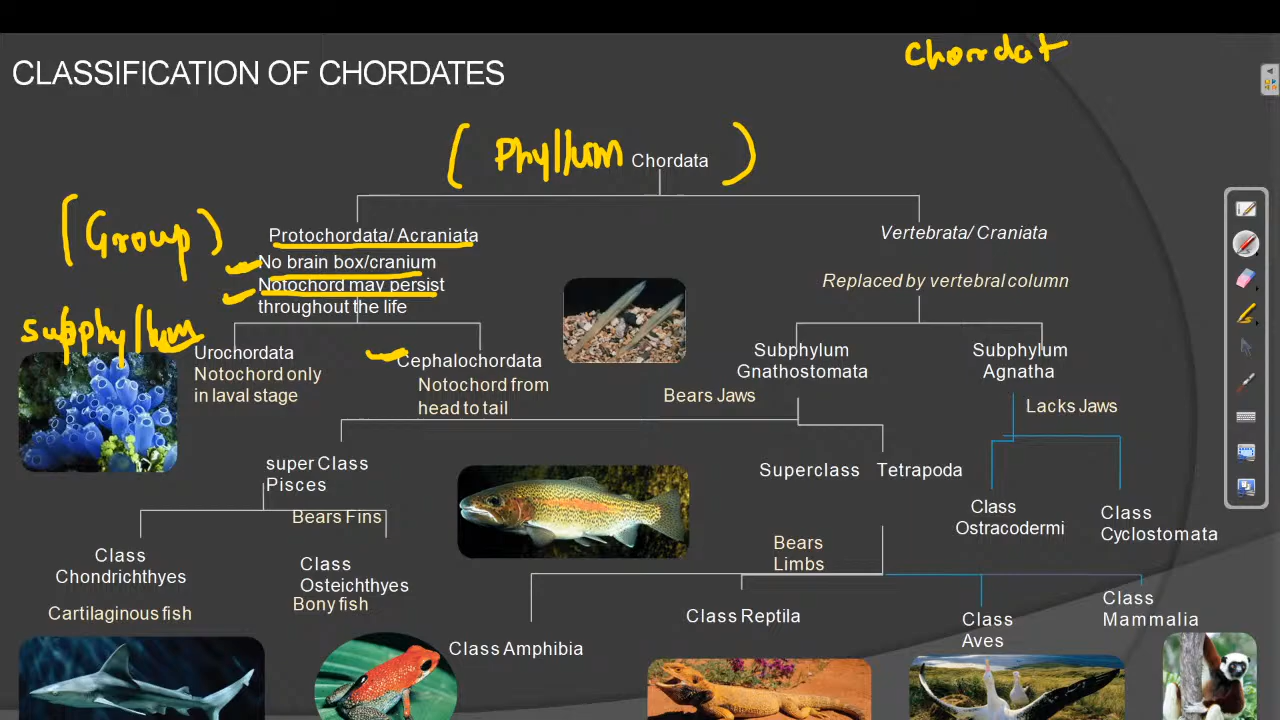 chordat
CLASSIFICATION OF CHORDATES
(Phyllum Chordata)
(Group)
Protochordata/ Acraniata
Vertebrata/ Craniata
No brain box/cranium
Notochord may persist
throughout the life
Replaced by vertebral column
subphyllum
Urochordata
Notochord only
in laval stage
Cephalochordata
Notochord from
head to tail
Subphylum
Gnathostomata
Bears Jaws
Subphylum
Agnatha
Lacks Jaws
super Class
Pisces
Bears Fins
Superclass Tetrapoda
Bears
Limbs
Class
Ostracodermi
Class
Cyclostomata
Class
Chondrichthyes
Cartilaginous fish
Class
Osteichthyes
Bony fish
Class Amphibia
Class Reptila
Class
Aves
Class
Mammalia